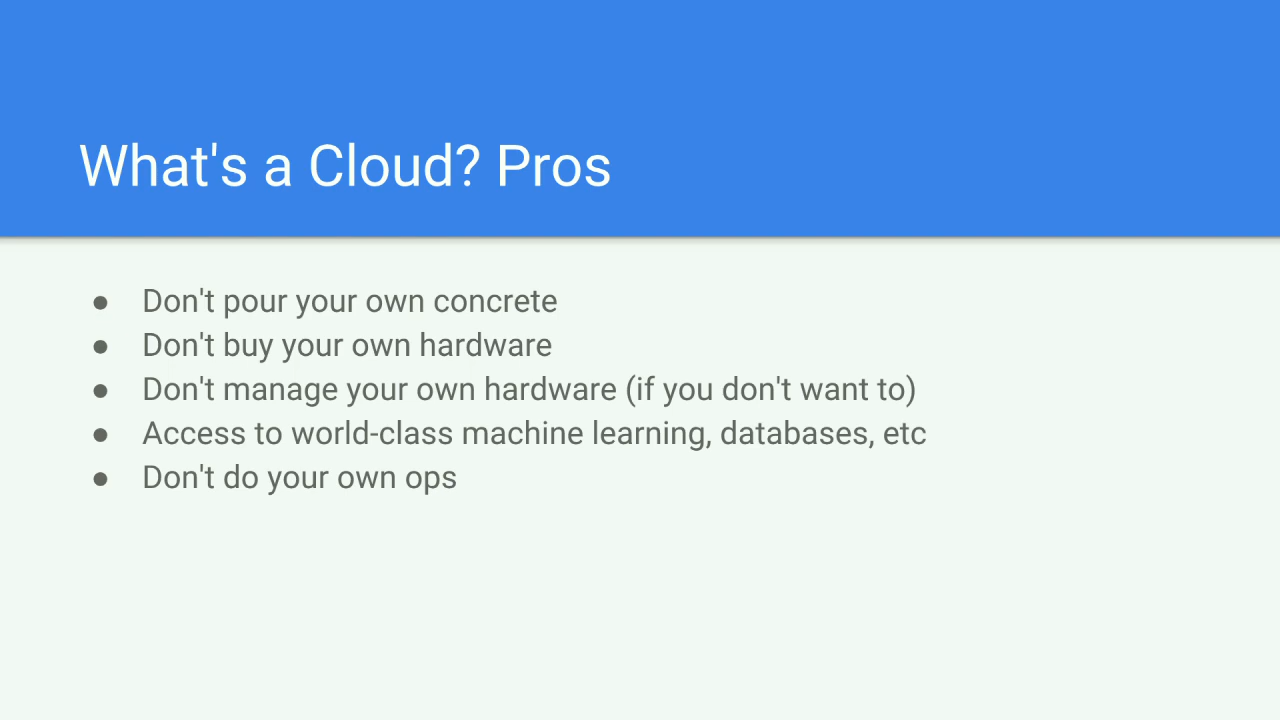 What's a Cloud? Pros
● Don't pour your own concrete
● Don't buy your own hardware
● Don't manage your own hardware (if you don't want to)
● Access to world-class machine learning, databases, etc
● Don't do your own ops